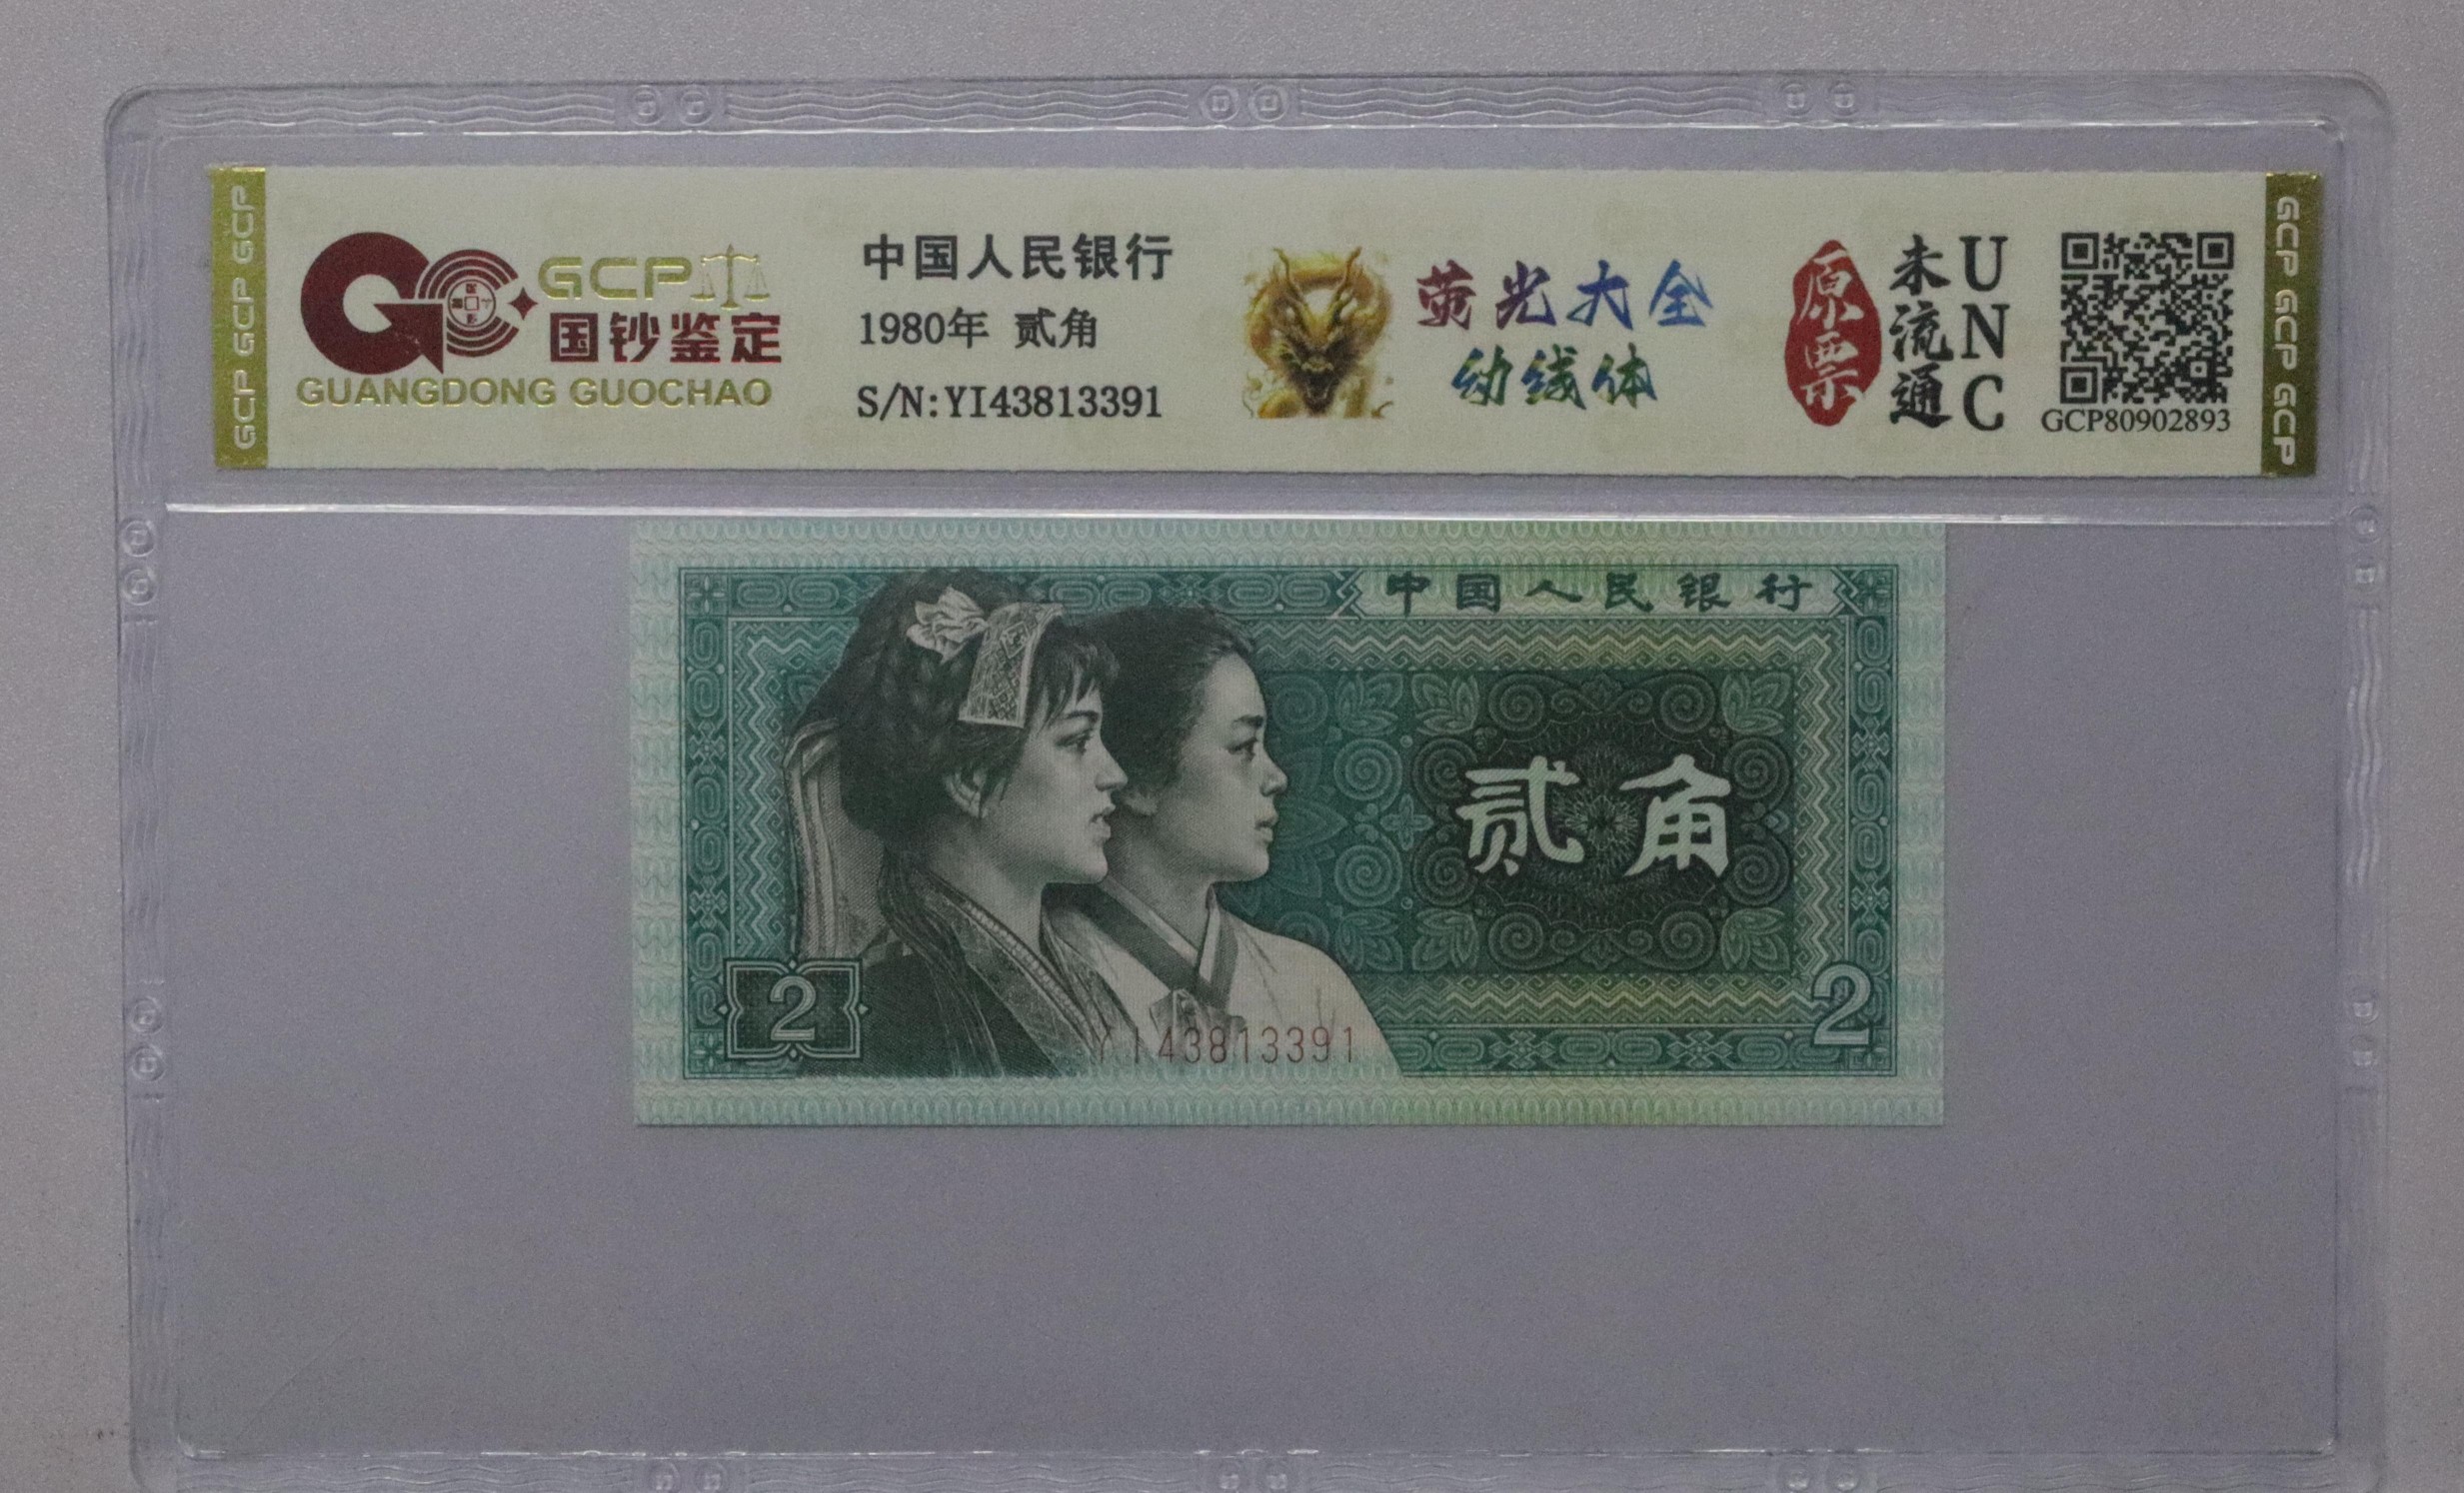 GCP GCP GCP
GCP
国钞鉴定
GUANGDONG GUOCHAO
中国人民银行
1980年 贰角
S/N:YI43813391
荧光大全
幼线体
原票
未流通
UNC
GCP80902893
GCP GCP GCP
中国人民银行
贰角
2
YI43813391
2